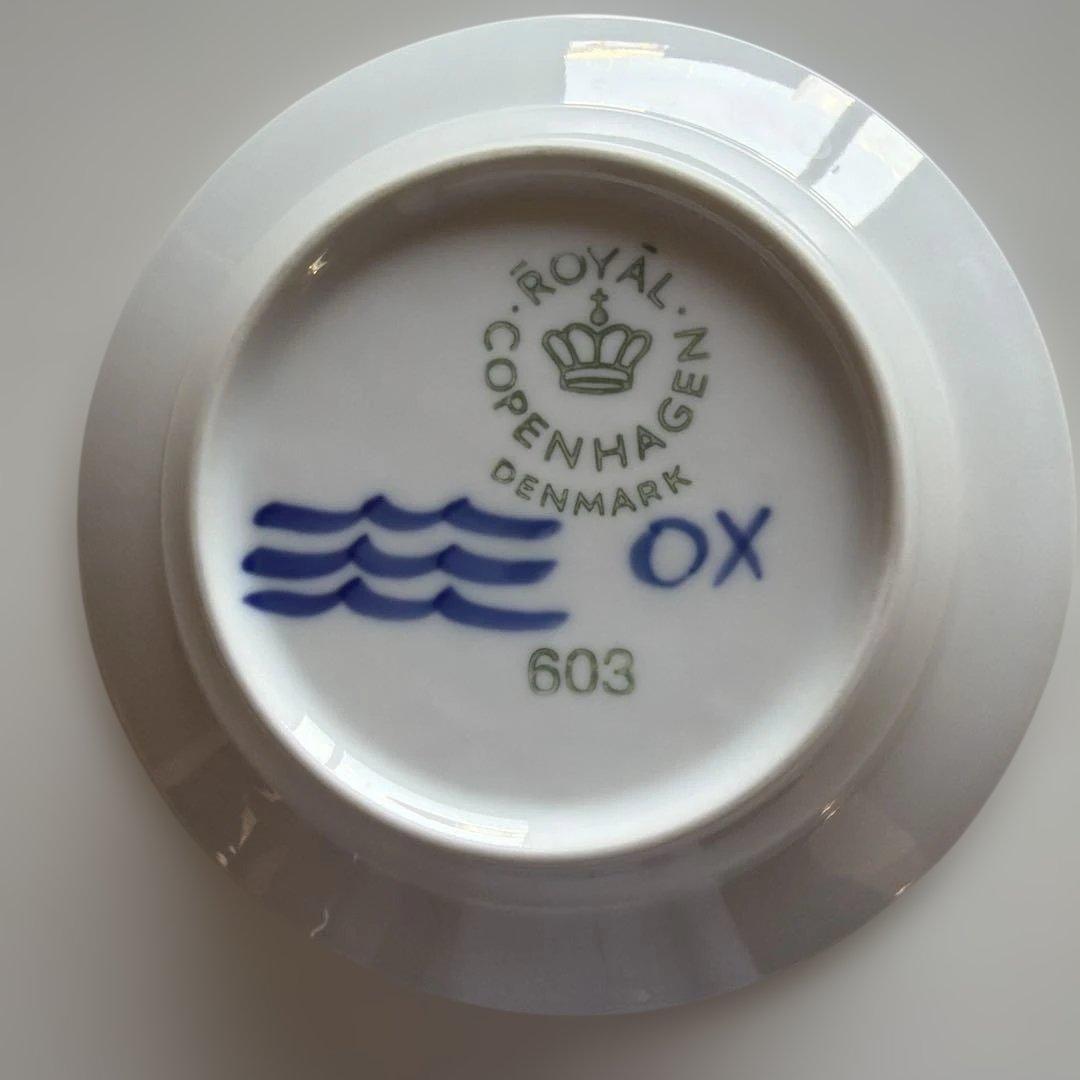 ROYAL
COPENHAGEN
DENMARK
OX
603